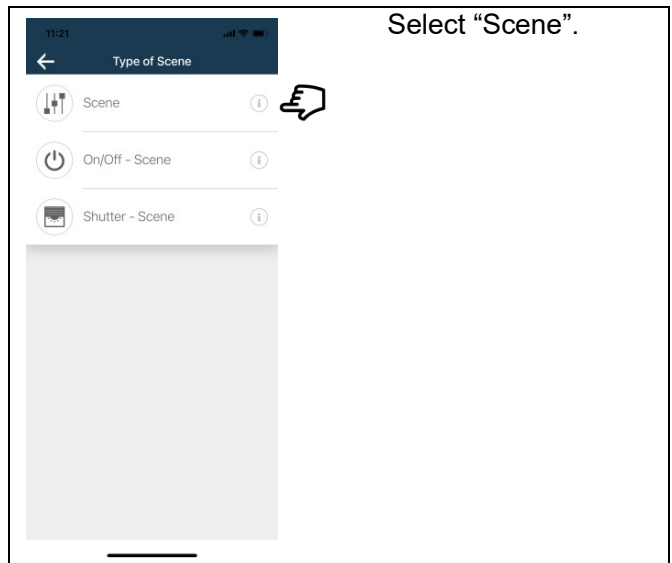 Select “Scene”.
11:21
Type of Scene
Scene
i
On/Off - Scene
i
Shutter - Scene
i